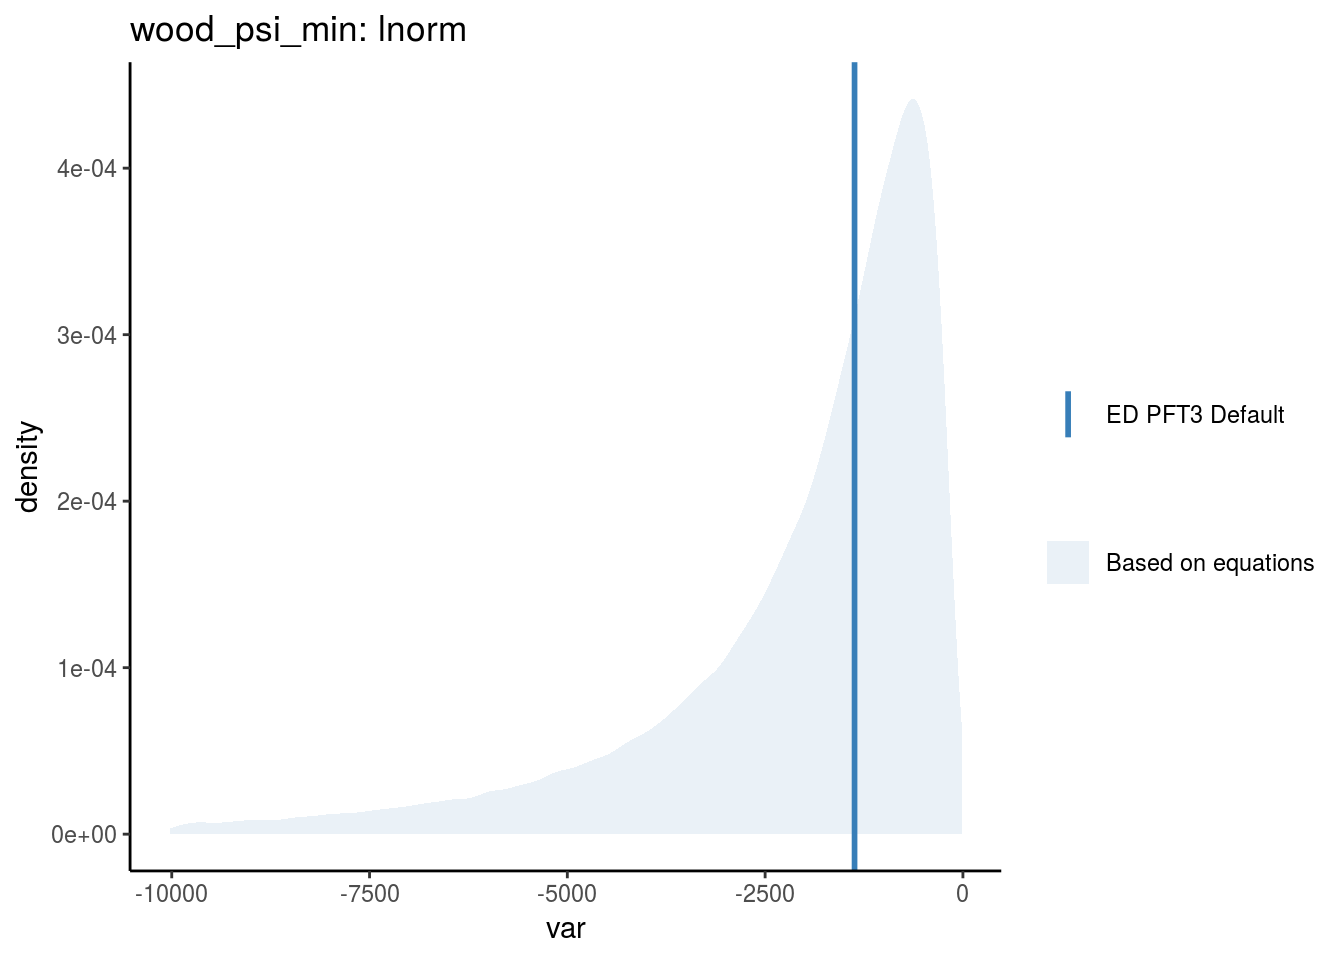 wood_psi_min: lnorm
4e-04
3e-04
2e-04
1e-04
0e+00
density
-10000
-7500
-5000
-2500
0
var
ED PFT3 Default
Based on equations